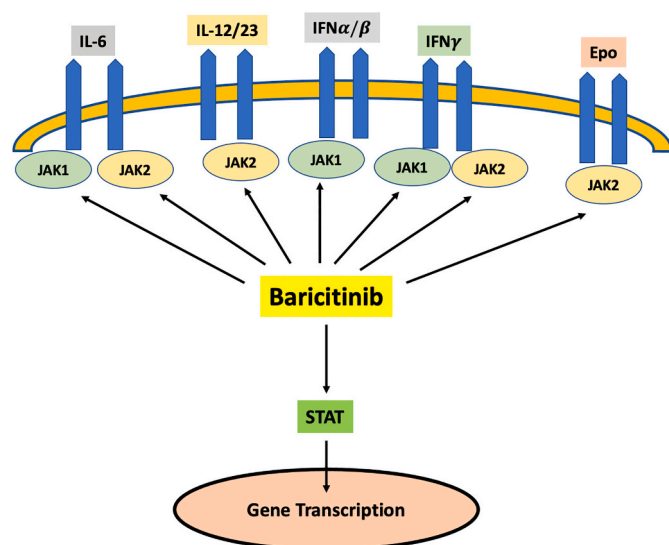 IL-6
IL-12/23
IFNα/β
IFNγ
Epo
JAK1
JAK2
JAK2
JAK1
JAK1
JAK2
JAK2
Baricitinib
STAT
Gene Transcription